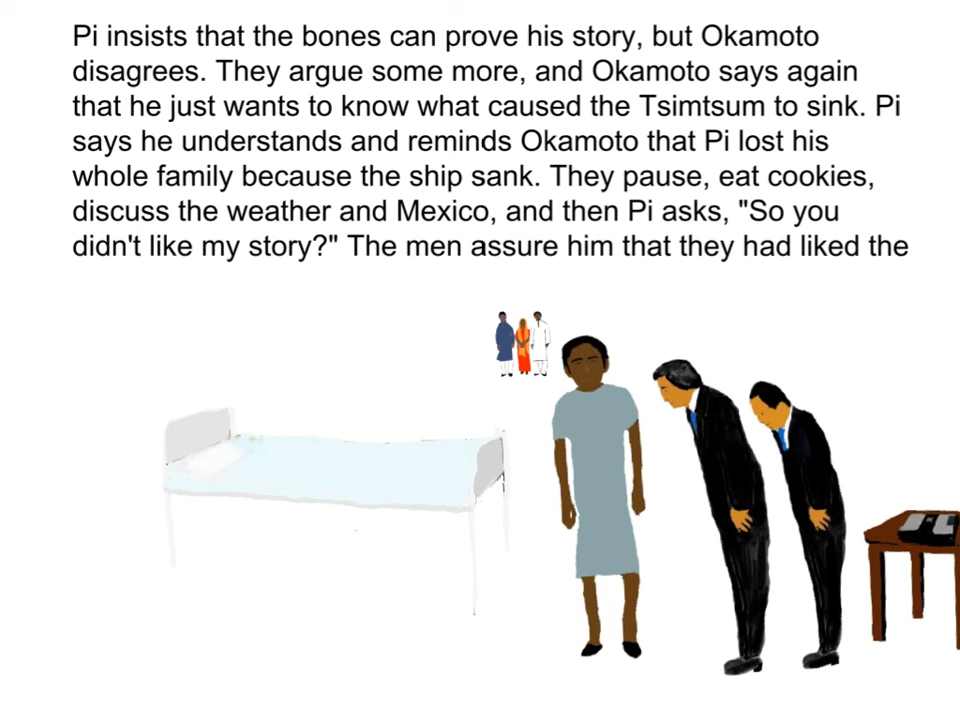 Pi insists that the bones can prove his story, but Okamoto
disagrees. They argue some more, and Okamoto says again
that he just wants to know what caused the Tsimtsum to sink. Pi
says he understands and reminds Okamoto that Pi lost his
whole family because the ship sank. They pause, eat cookies,
discuss the weather and Mexico, and then Pi asks, "So you
didn't like my story?" The men assure him that they had liked the